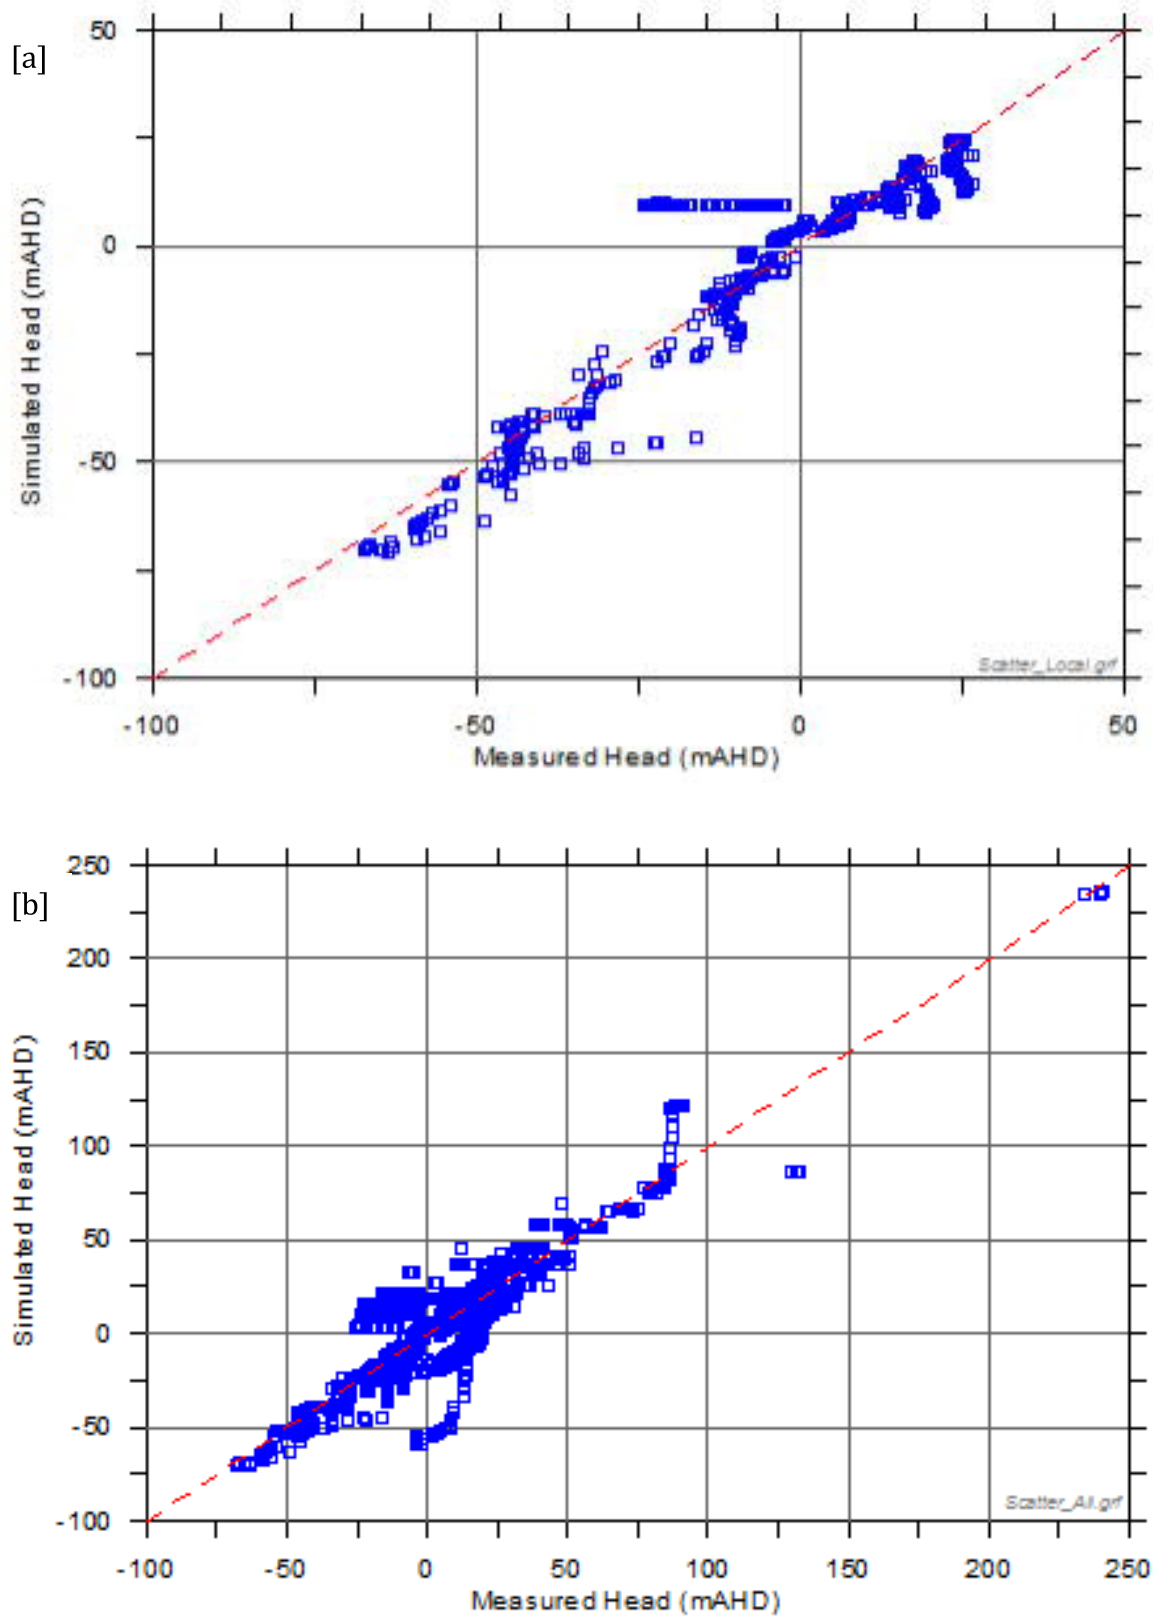 [a]
50
0
-50
-100
Simulated Head (mAHD)
Scatter_Local.grf
-100 -50 0 50
Measured Head (mAHD)
[b]
250
200
150
100
50
0
-50
-100
Simulated Head (mAHD)
Scatter_All.grf
-100 -50 0 50 100 150 200 250
Measured Head (mAHD)